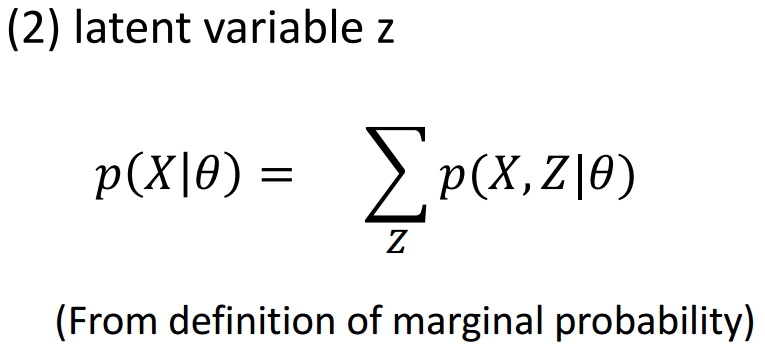 (2) latent variable z
p(X|θ) = ∑ p(X, Z|θ)
Z
(From definition of marginal probability)